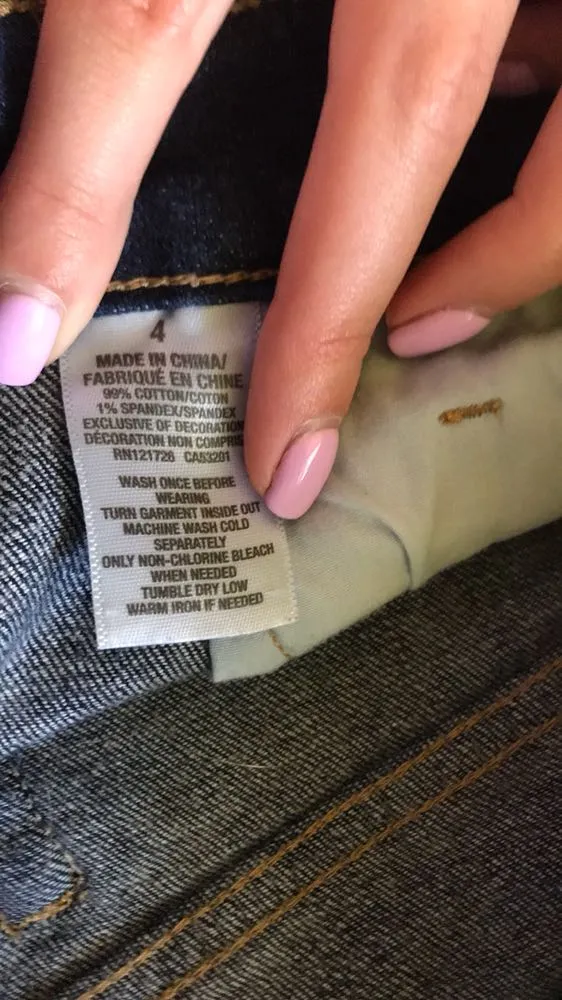 4
MADE IN CHINA/
FABRIQUÉ EN CHINE
99% COTTON/COTON
1% SPANDEX/SPANDEX
EXCLUSIVE OF DECORATION
DÉCORATION NON COMPRIS
RN121726 CA53201
WASH ONCE BEFORE
WEARING
TURN GARMENT INSIDE OUT
MACHINE WASH COLD
SEPARATELY
ONLY NON-CHLORINE BLEACH
WHEN NEEDED
TUMBLE DRY LOW
WARM IRON IF NEEDED